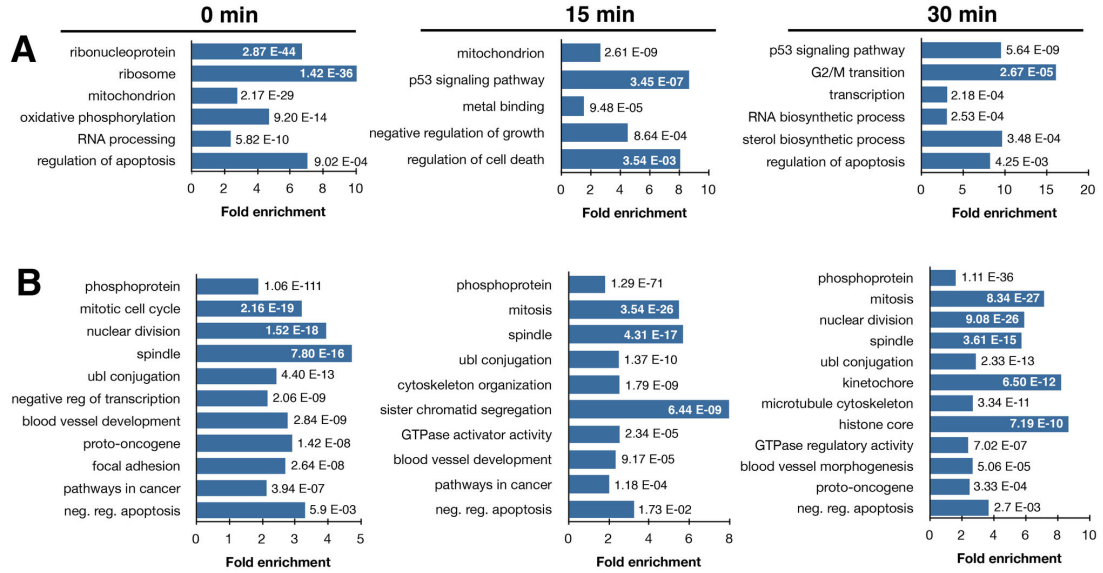 0 min
15 min
30 min
A
ribonucleoprotein 2.87 E-44
ribosome 1.42 E-36
mitochondrion 2.17 E-29
oxidative phosphorylation 9.20 E-14
RNA processing 5.82 E-10
regulation of apoptosis 9.02 E-04
0 2 4 6 8 10
Fold enrichment
mitochondrion 2.61 E-09
p53 signaling pathway 3.45 E-07
metal binding 9.48 E-05
negative regulation of growth 8.64 E-04
regulation of cell death 3.54 E-03
0 2 4 6 8 10
Fold enrichment
p53 signaling pathway 5.64 E-09
G2/M transition 2.67 E-05
transcription 2.18 E-04
RNA biosynthetic process 2.53 E-04
sterol biosynthetic process 3.48 E-04
regulation of apoptosis 4.25 E-03
0 5 10 15 20
Fold enrichment
B
phosphoprotein 1.06 E-111
mitotic cell cycle 2.16 E-19
nuclear division 1.52 E-18
spindle 7.80 E-16
ubl conjugation 4.40 E-13
negative reg of transcription 2.06 E-09
blood vessel development 2.84 E-09
proto-oncogene 1.42 E-08
focal adhesion 2.64 E-08
pathways in cancer 3.94 E-07
neg. reg. apoptosis 5.9 E-03
0 1 2 3 4 5
Fold enrichment
phosphoprotein 1.29 E-71
mitosis 3.54 E-26
spindle 4.31 E-17
ubl conjugation 1.37 E-10
cytoskeleton organization 1.79 E-09
sister chromatid segregation 6.44 E-09
GTPase activator activity 2.34 E-05
blood vessel development 9.17 E-05
pathways in cancer 1.18 E-04
neg. reg. apoptosis 1.73 E-02
0 2 4 6 8
Fold enrichment
phosphoprotein 1.11 E-36
mitosis 8.34 E-27
nuclear division 9.08 E-26
spindle 3.61 E-15
ubl conjugation 2.33 E-13
kinetochore 6.50 E-12
microtubule cytoskeleton 3.34 E-11
histone core 7.19 E-10
GTPase regulatory activity 7.02 E-07
blood vessel morphogenesis 5.06 E-05
proto-oncogene 3.33 E-04
neg. reg. apoptosis 2.7 E-03
0 2 4 6 8 10
Fold enrichment